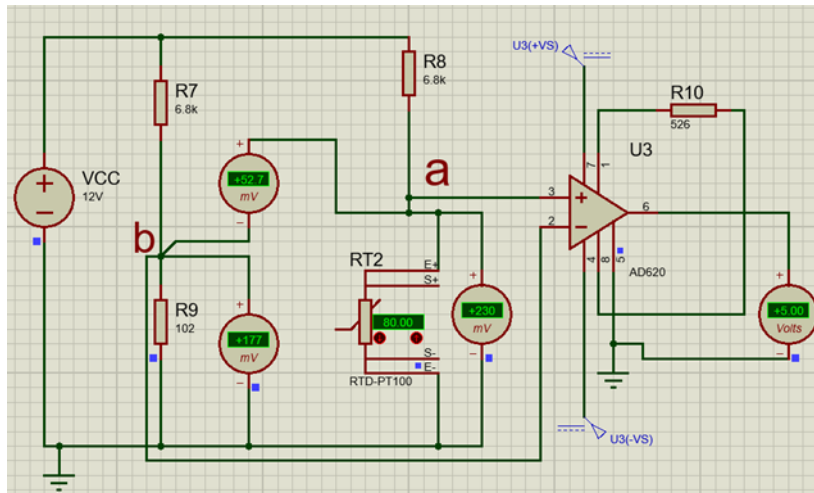 U3(+VS)
R8
6.8k
R7
6.8k
R10
526
U3
VCC
12V
+
−
+
+52.7
mV
−
a
b
3
+
2
−
7
1
6
4
8
5
AD620
RT2
E+
S+
80.00
S-
E-
RTD-PT100
+
+230
mV
−
R9
102
+
+177
mV
−
+
+5.00
Volts
−
U3(-VS)